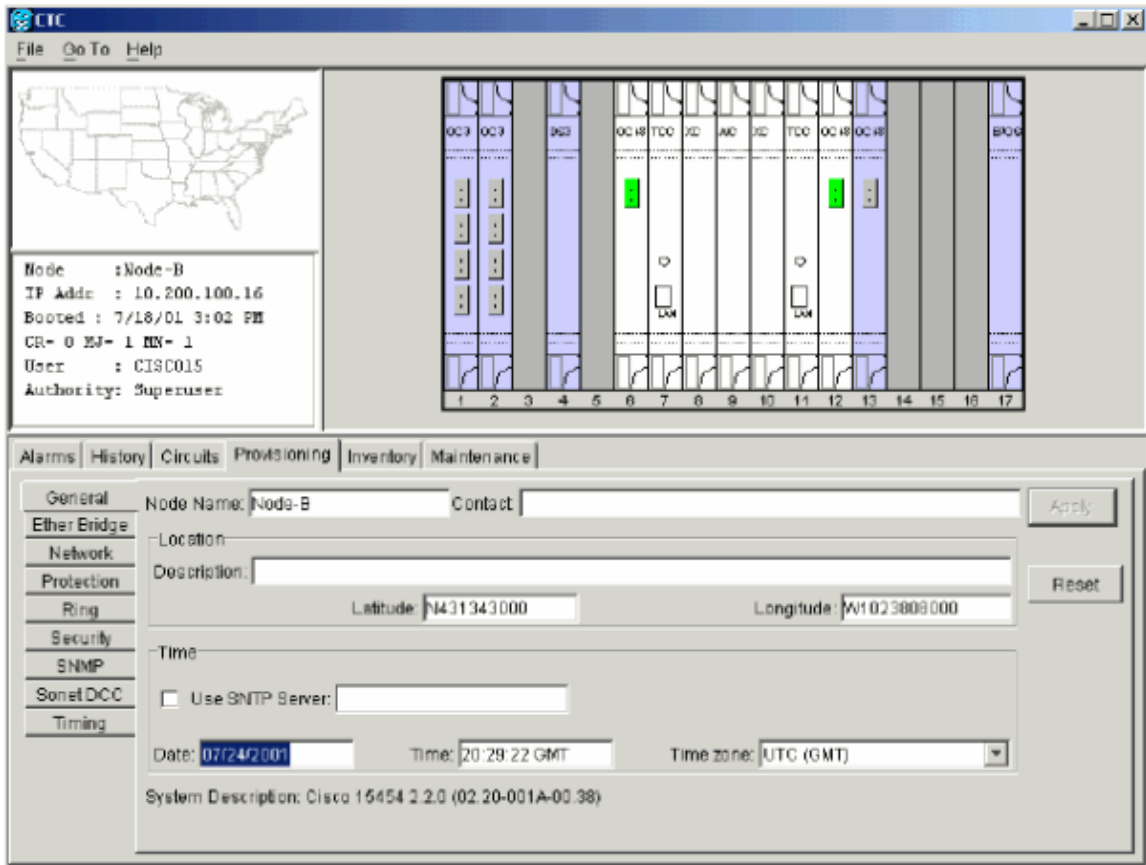 CTC
File Go To Help
OC3 OC3 DS3 OC48 TCC XC AIC XC TCC OC48 OC48
LAN LAN
1 2 3 4 5 6 7 8 9 10 11 12 13 14 15 16 17
Node :Node-B
IP Addr : 10.200.100.16
Booted : 7/18/01 3:02 PM
CR- 0 MJ- 1 MN- 1
User : CISCO15
Authority: Superuser
Alarms History Circuits Provisioning Inventory Maintenance
General
Ether Bridge
Network
Protection
Ring
Security
SNMP
Sonet DCC
Timing
Node Name: Node-B Contact:
Apply
Location
Description:
Reset
Latitude: N431343000 Longitude: W1023808000
Time
Use SNTP Server:
Date: 07/24/2001 Time: 20:29:22 GMT Time zone: UTC (GMT)
System Description: Cisco 15454 2.2.0 (02.20-001A-00.38)